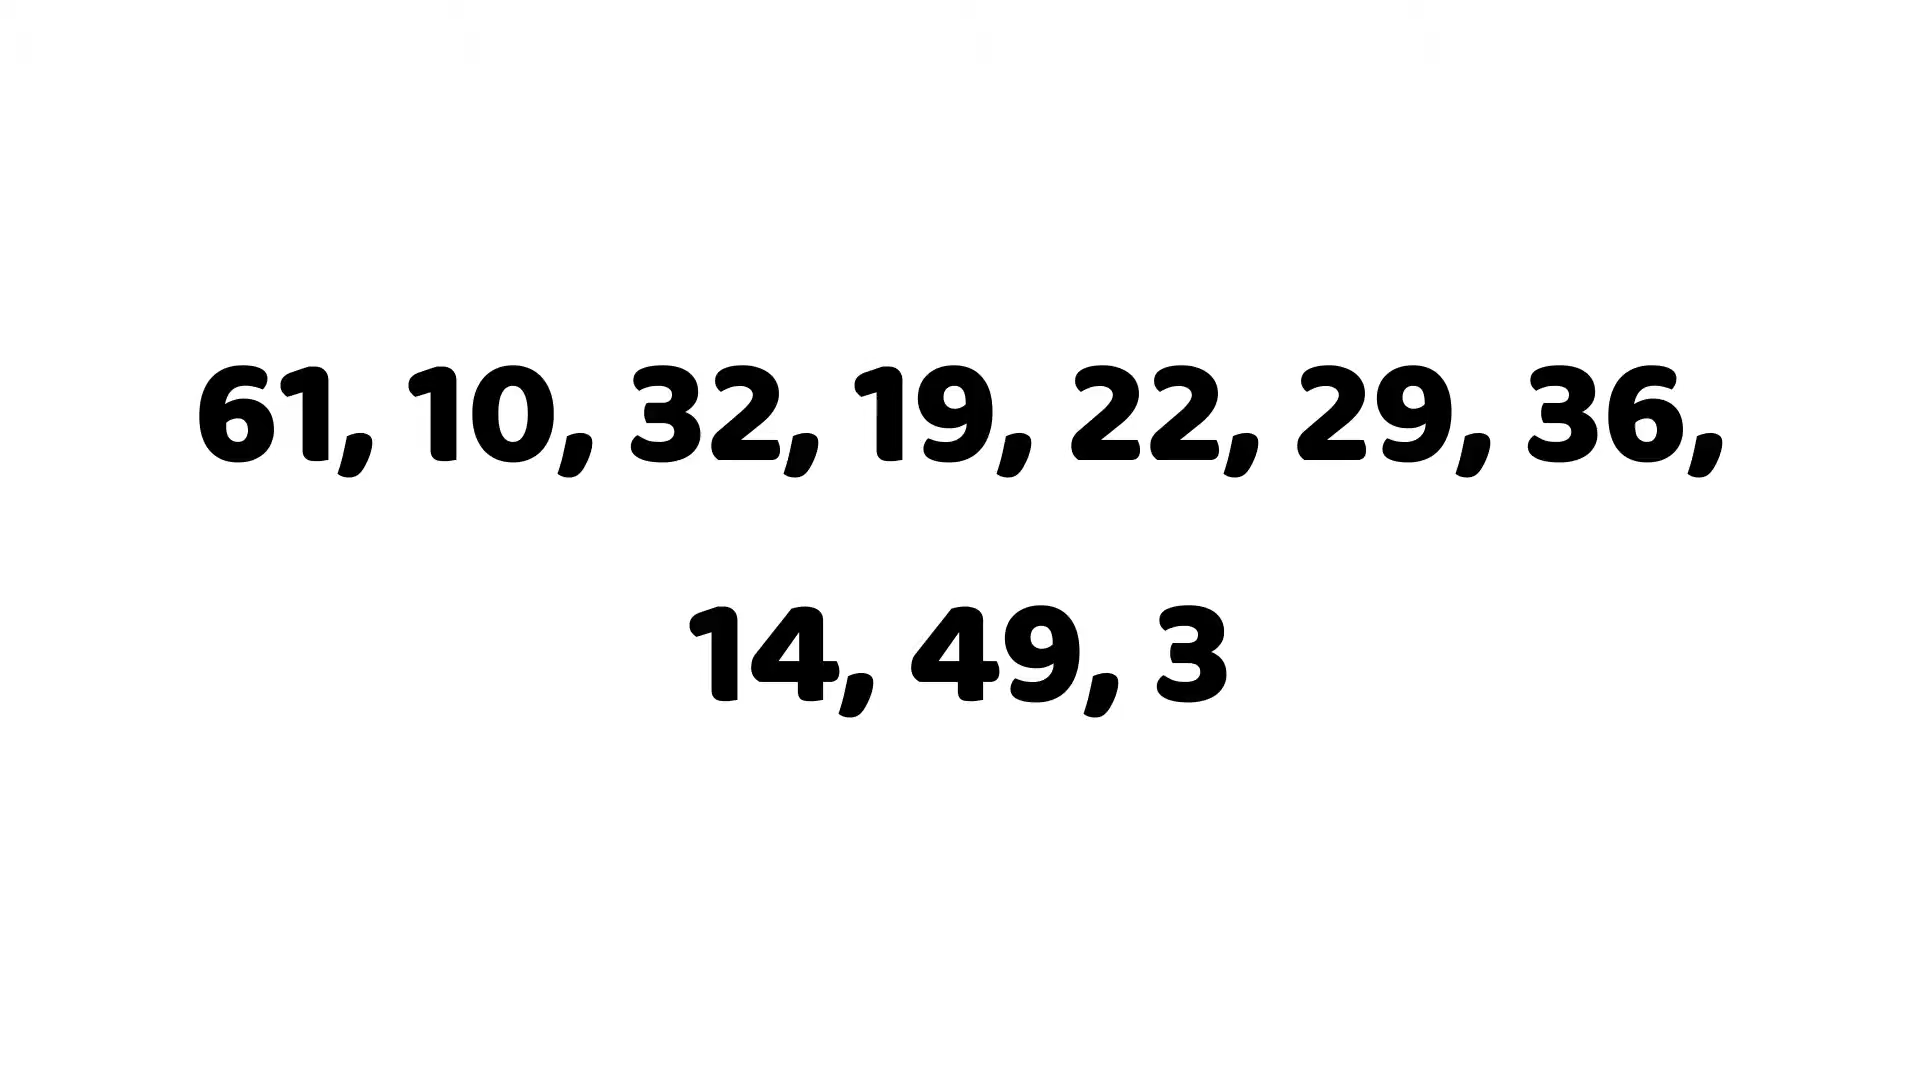 61, 10, 32, 19, 22, 29, 36,
14, 49, 3